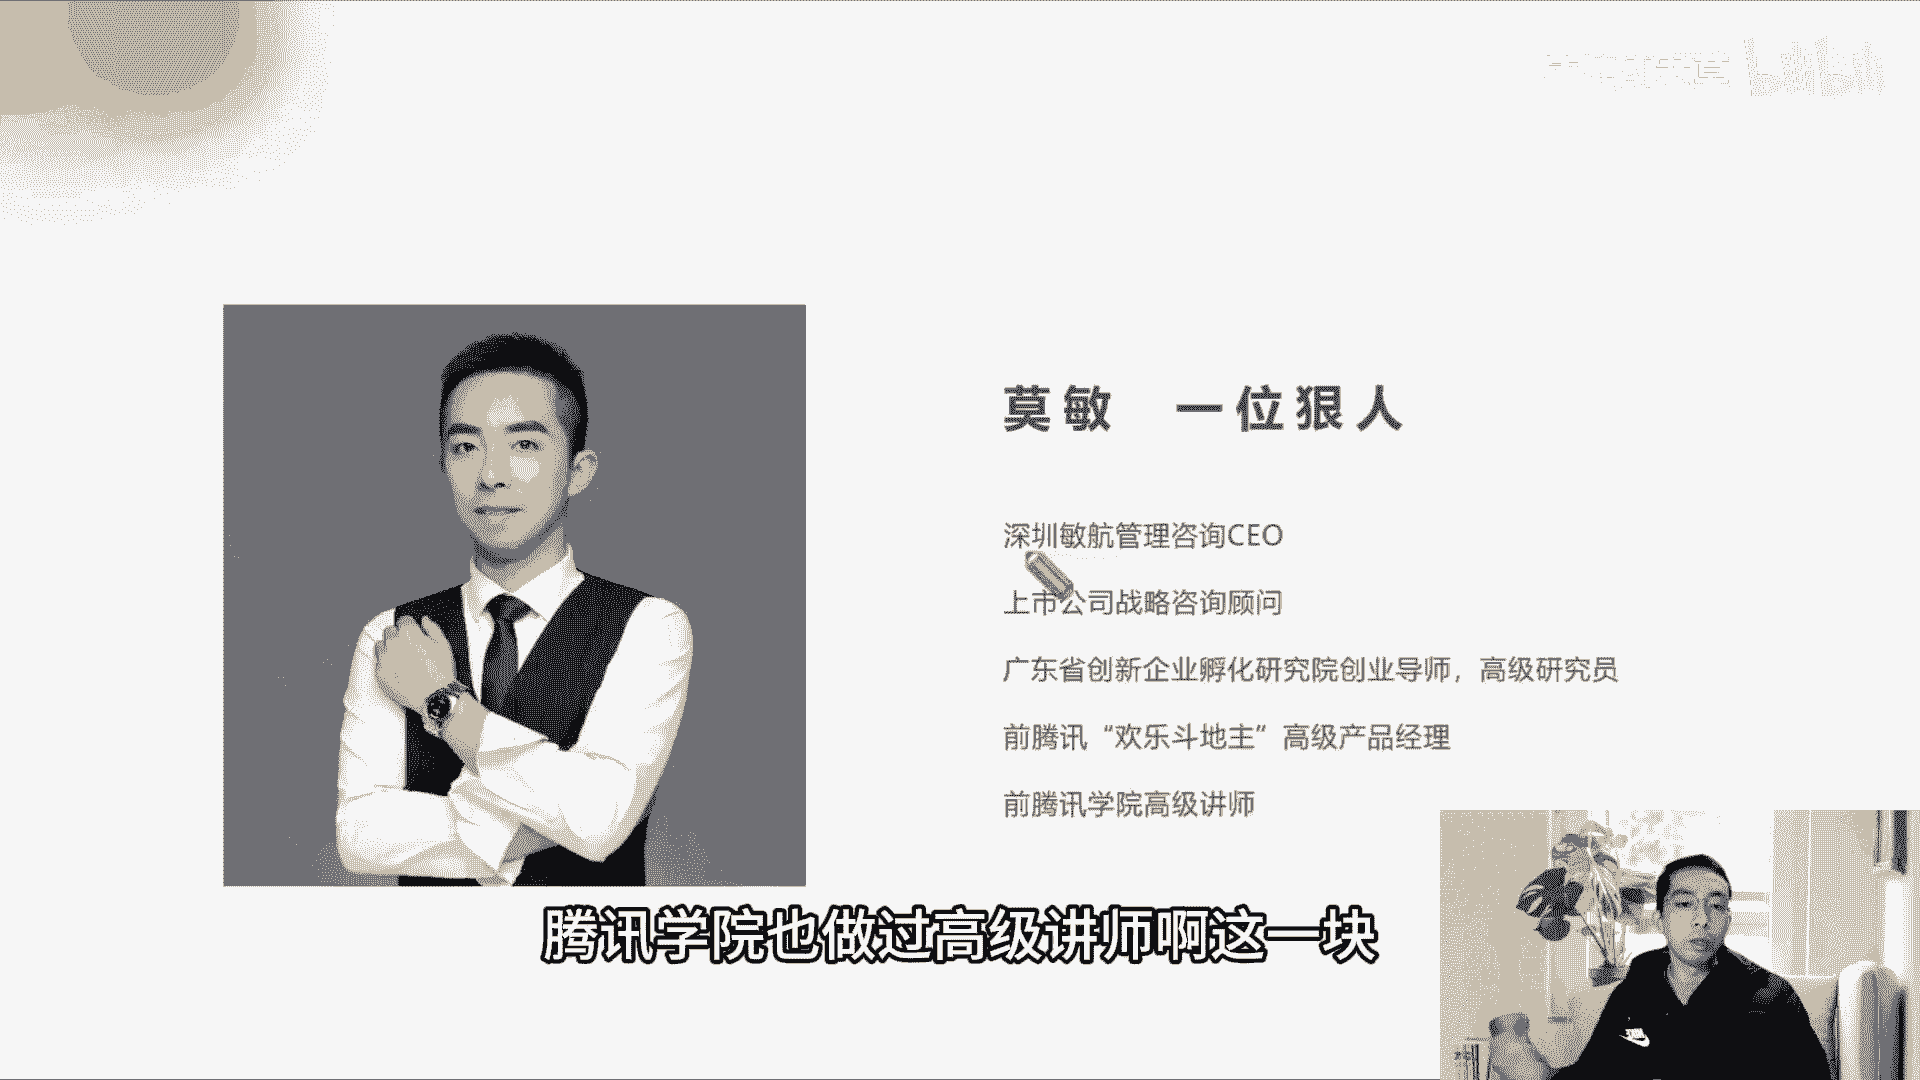 bilibili
莫敏 一位狠人
深圳敏航管理咨询CEO
上市公司战略咨询顾问
广东省创新企业孵化研究院创业导师，高级研究员
前腾讯“欢乐斗地主”高级产品经理
前腾讯学院高级讲师
腾讯学院也做过高级讲师啊这一块